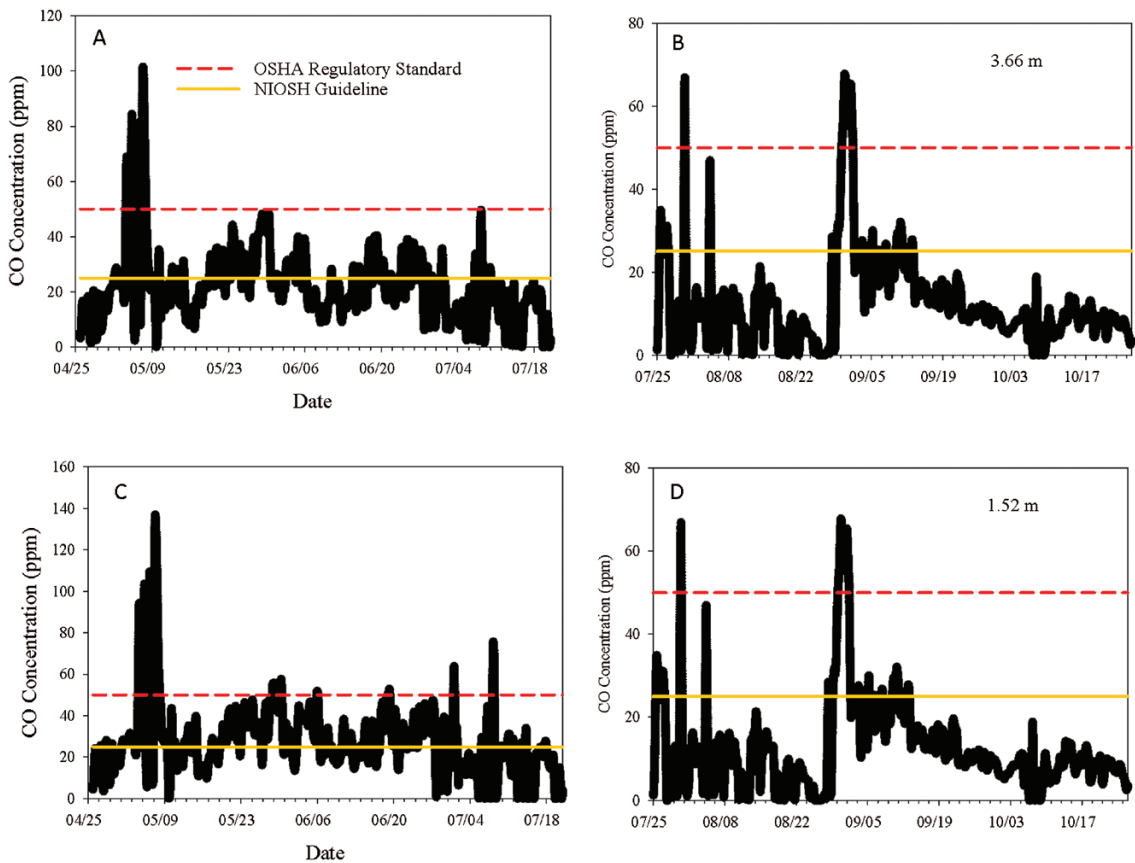 A
OSHA Regulatory Standard
NIOSH Guideline
CO Concentration (ppm)
120
100
80
60
40
20
0
04/25 05/09 05/23 06/06 06/20 07/04 07/18
Date
B
3.66 m
CO Concentration (ppm)
80
60
40
20
0
07/25 08/08 08/22 09/05 09/19 10/03 10/17
C
CO Concentration (ppm)
160
140
120
100
80
60
40
20
0
04/25 05/09 05/23 06/06 06/20 07/04 07/18
Date
D
1.52 m
CO Concentration (ppm)
80
60
40
20
0
07/25 08/08 08/22 09/05 09/19 10/03 10/17